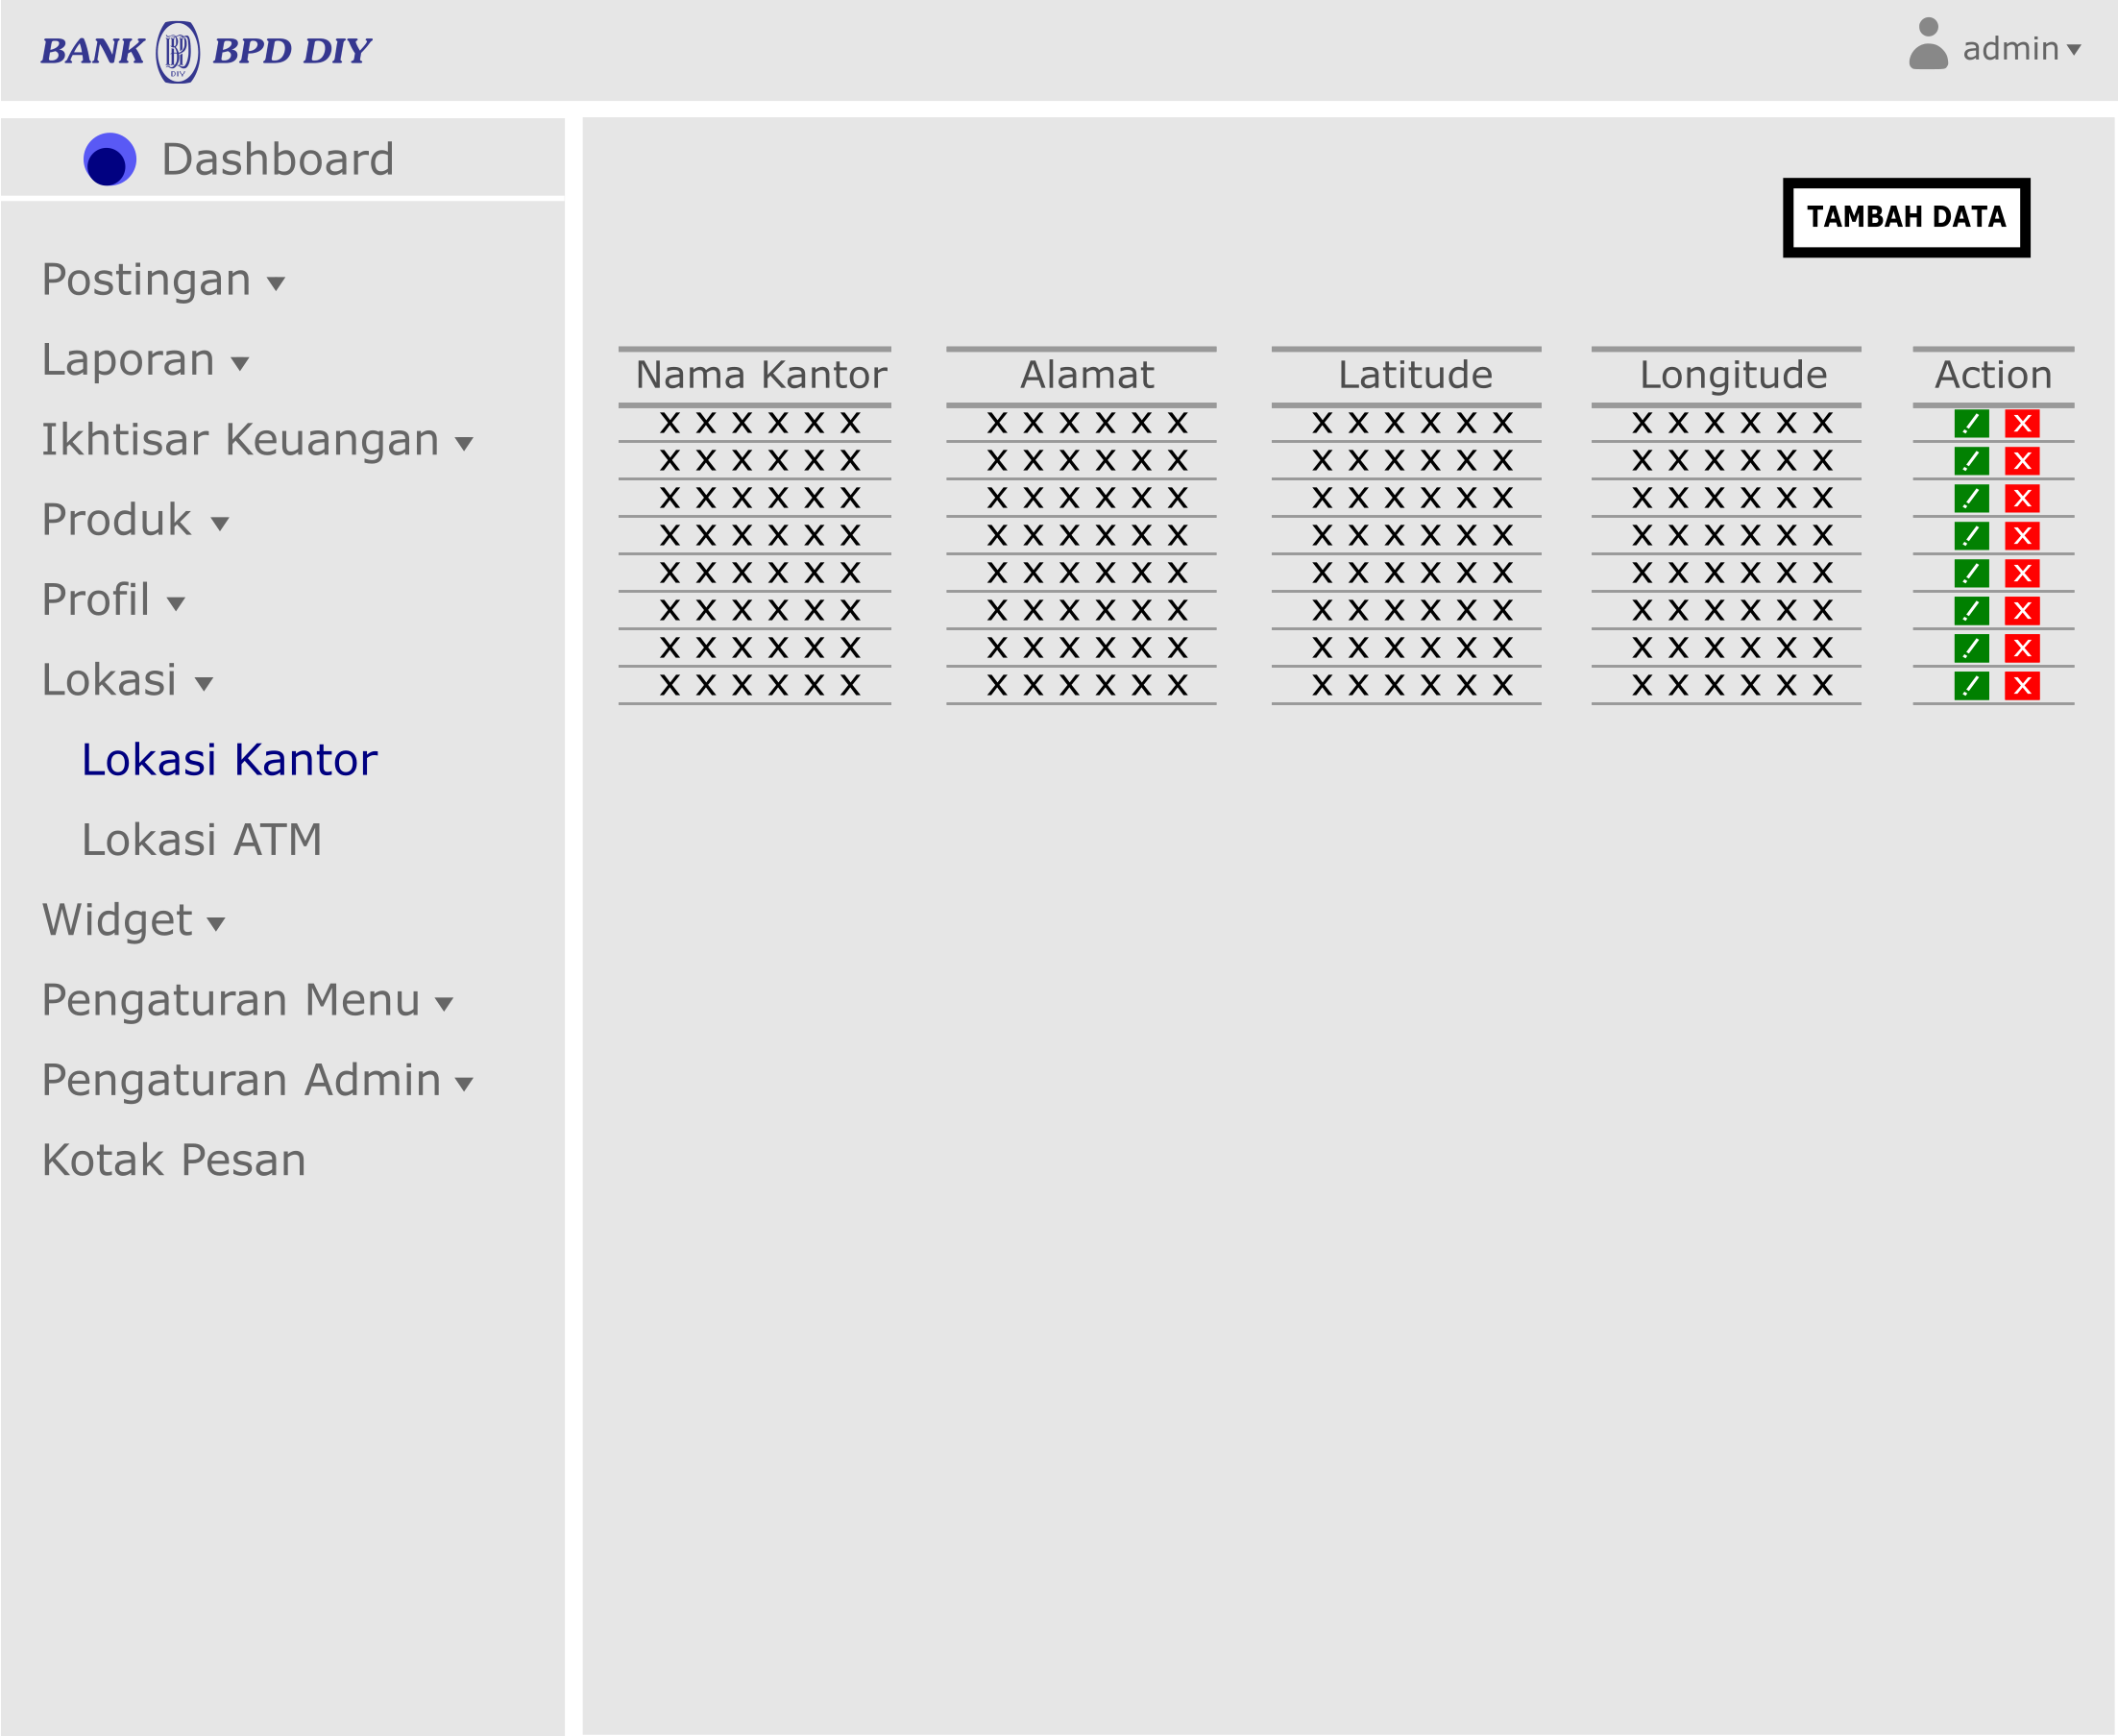 BANK BPD DIY
admin
Dashboard
TAMBAH DATA
Postingan
Laporan
Ikhtisar Keuangan
Produk
Profil
Lokasi
Lokasi Kantor
Lokasi ATM
Widget
Pengaturan Menu
Pengaturan Admin
Kotak Pesan
Nama Kantor Alamat Latitude Longitude Action
X X X X X X X X X X X X X X X X X X X X X X X X X
X X X X X X X X X X X X X X X X X X X X X X X X X
X X X X X X X X X X X X X X X X X X X X X X X X X
X X X X X X X X X X X X X X X X X X X X X X X X X
X X X X X X X X X X X X X X X X X X X X X X X X X
X X X X X X X X X X X X X X X X X X X X X X X X X
X X X X X X X X X X X X X X X X X X X X X X X X X
X X X X X X X X X X X X X X X X X X X X X X X X X